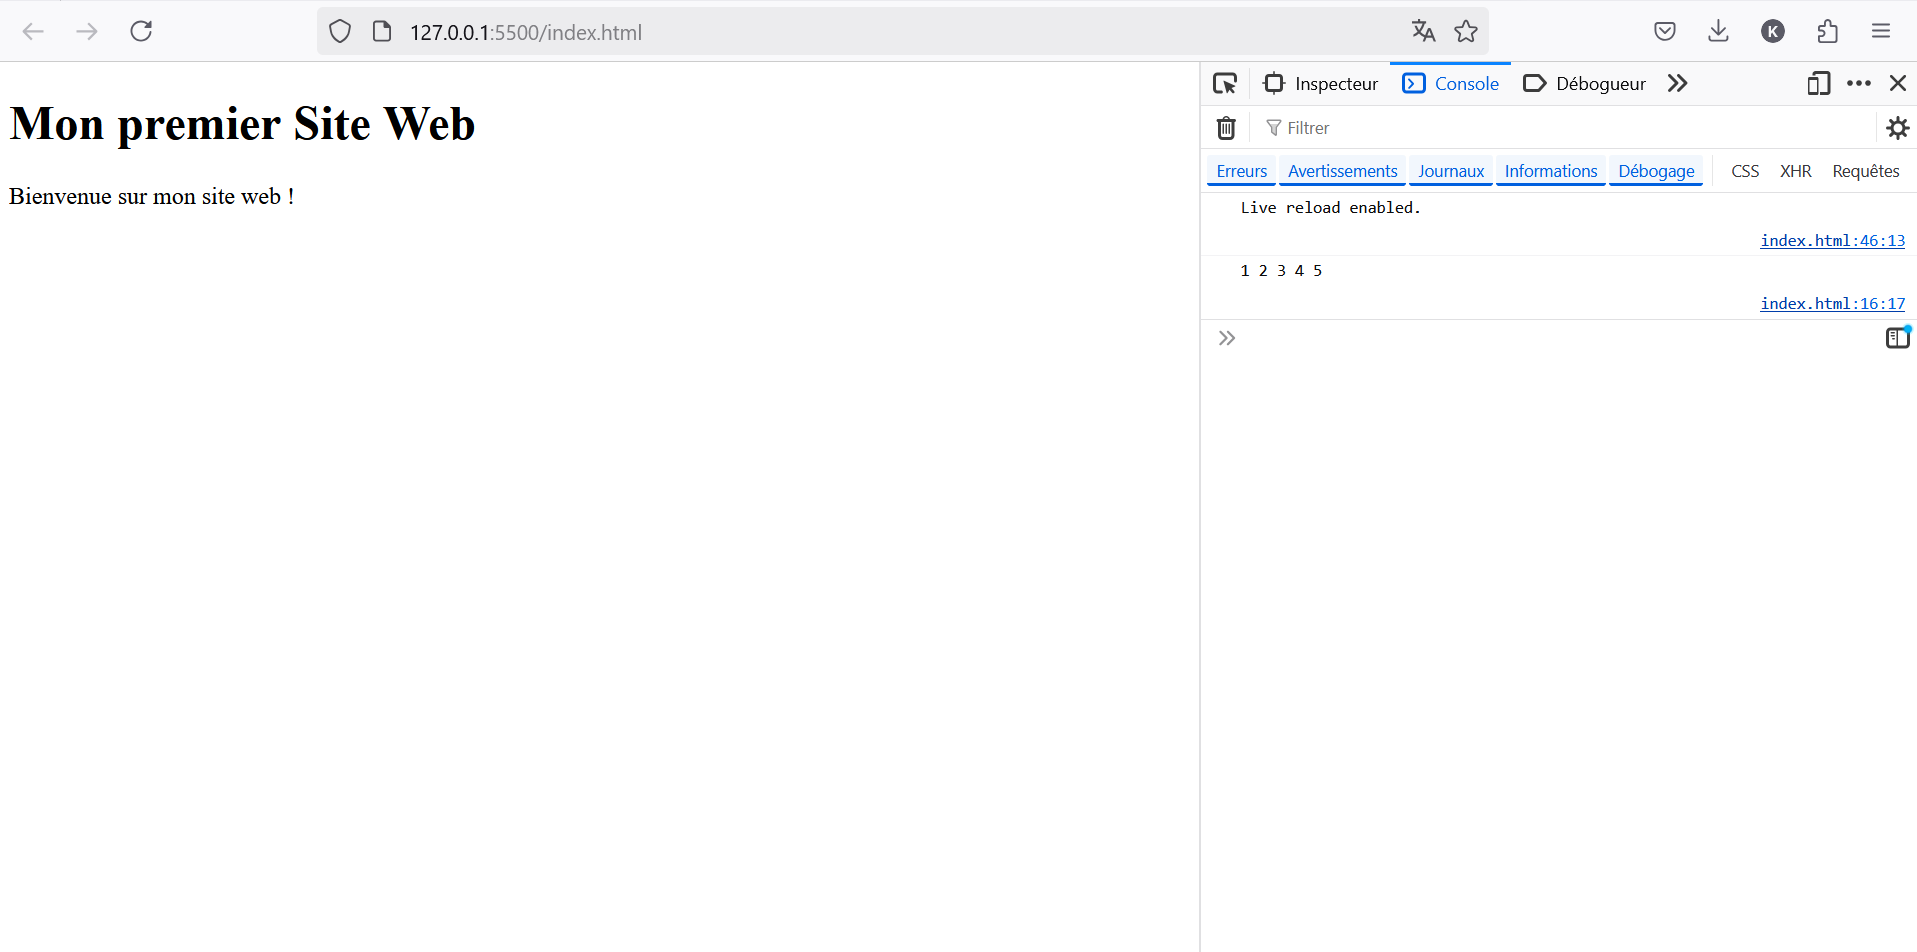 127.0.0.1:5500/index.html
K
Mon premier Site Web
Bienvenue sur mon site web !
Inspecteur Console Débogueur
Filtrer
Erreurs Avertissements Journaux Informations Débogage CSS XHR Requêtes
Live reload enabled.
index.html:46:13
1 2 3 4 5
index.html:16:17